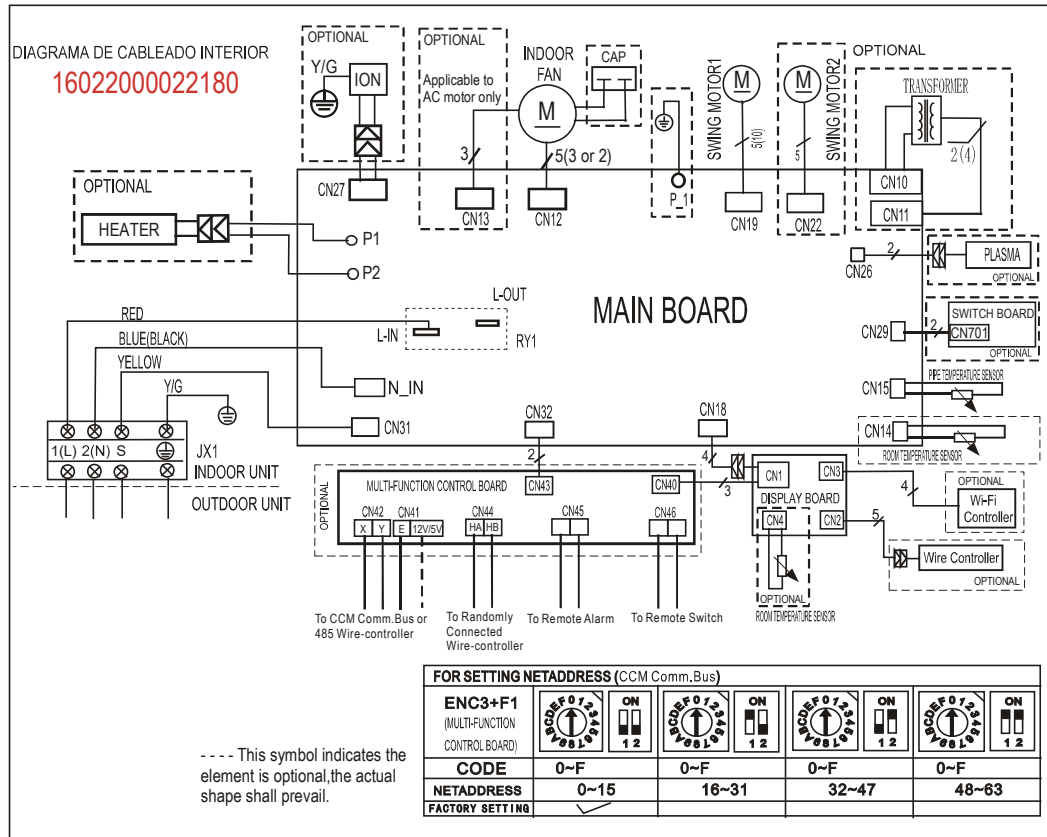 DIAGRAMA DE CABLEADO INTERIOR
16022000022180
OPTIONAL
Y/G
ION
CN27
OPTIONAL
Applicable to
AC motor only
3
CN13
INDOOR
FAN
M
CAP
5(3 or 2)
CN12
P_1
SWING MOTOR1
M
5(10)
CN19
SWING MOTOR2
M
5
CN22
OPTIONAL
TRANSFORMER
2(4)
CN10
CN11
OPTIONAL
HEATER
P1
P2
CN26
2
PLASMA
OPTIONAL
MAIN BOARD
L-OUT
L-IN
RY1
CN29
2
SWITCH BOARD
CN701
OPTIONAL
RED
BLUE(BLACK)
YELLOW
Y/G
N_IN
CN31
CN15
PIPE TEMPERATURE SENSOR
CN14
ROOM TEMPERATURE SENSOR
1(L) 2(N) S
JX1
INDOOR UNIT
OUTDOOR UNIT
CN32
2
CN18
4
OPTIONAL
MULTI-FUNCTION CONTROL BOARD
CN43
CN40
3
CN42
X Y
CN41
E 12V/5V
CN44
HA HB
CN45
CN46
CN1
CN3
DISPLAY BOARD
CN4
CN2
OPTIONAL
ROOM TEMPERATURE SENSOR
4
OPTIONAL
Wi-Fi
Controller
5
Wire Controller
OPTIONAL
To CCM Comm.Bus or
485 Wire-controller
To Randomly
Connected
Wire-controller
To Remote Alarm
To Remote Switch
FOR SETTING NETADDRESS (CCM Comm.Bus)
ENC3+F1
(MULTI-FUNCTION
CONTROL BOARD)
0123456789ABCDEF
ON
1 2
0123456789ABCDEF
ON
1 2
0123456789ABCDEF
ON
1 2
0123456789ABCDEF
ON
1 2
CODE 0~F 0~F 0~F 0~F
NETADDRESS 0~15 16~31 32~47 48~63
FACTORY SETTING
- - - - This symbol indicates the
element is optional,the actual
shape shall prevail.